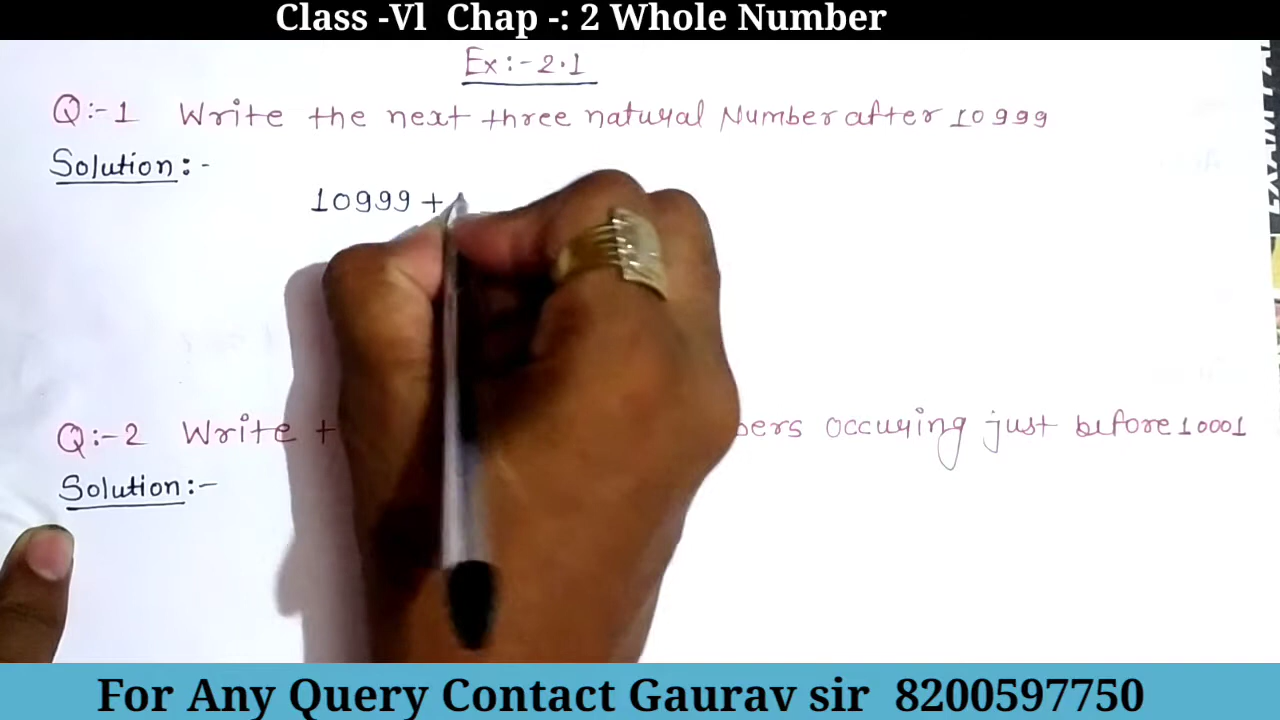 Class -Vl Chap -: 2 Whole Number
Ex:- 2.1
Q:- 1 Write the next three natural Number after 10999
Solution:-
10999 +
Q:- 2 Write occuring just before 10001
Solution:-
For Any Query Contact Gaurav sir 8200597750